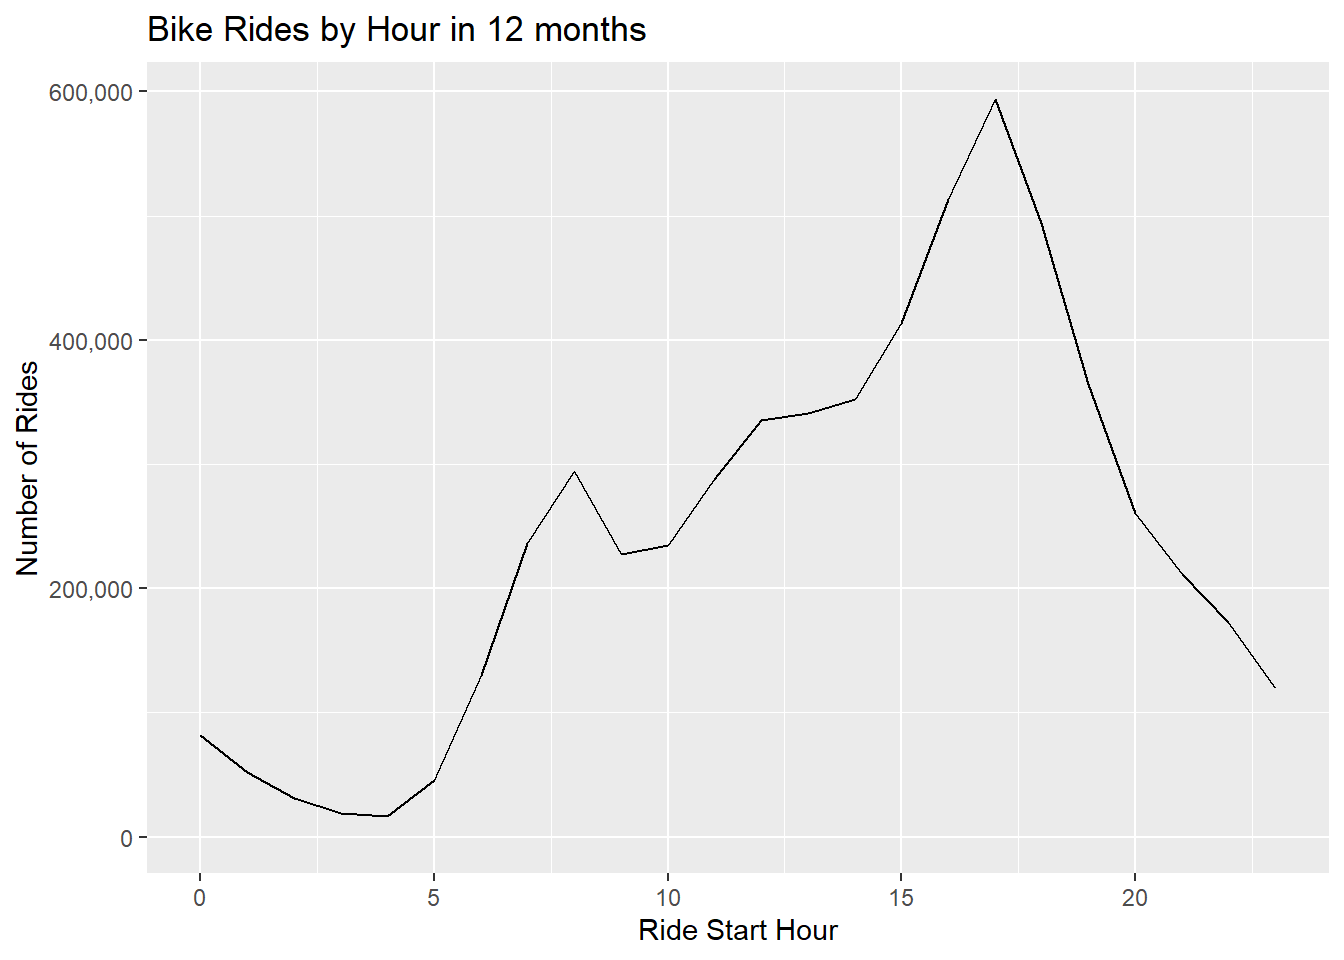 Bike Rides by Hour in 12 months
600,000
400,000
200,000
0
Number of Rides
0 5 10 15 20
Ride Start Hour